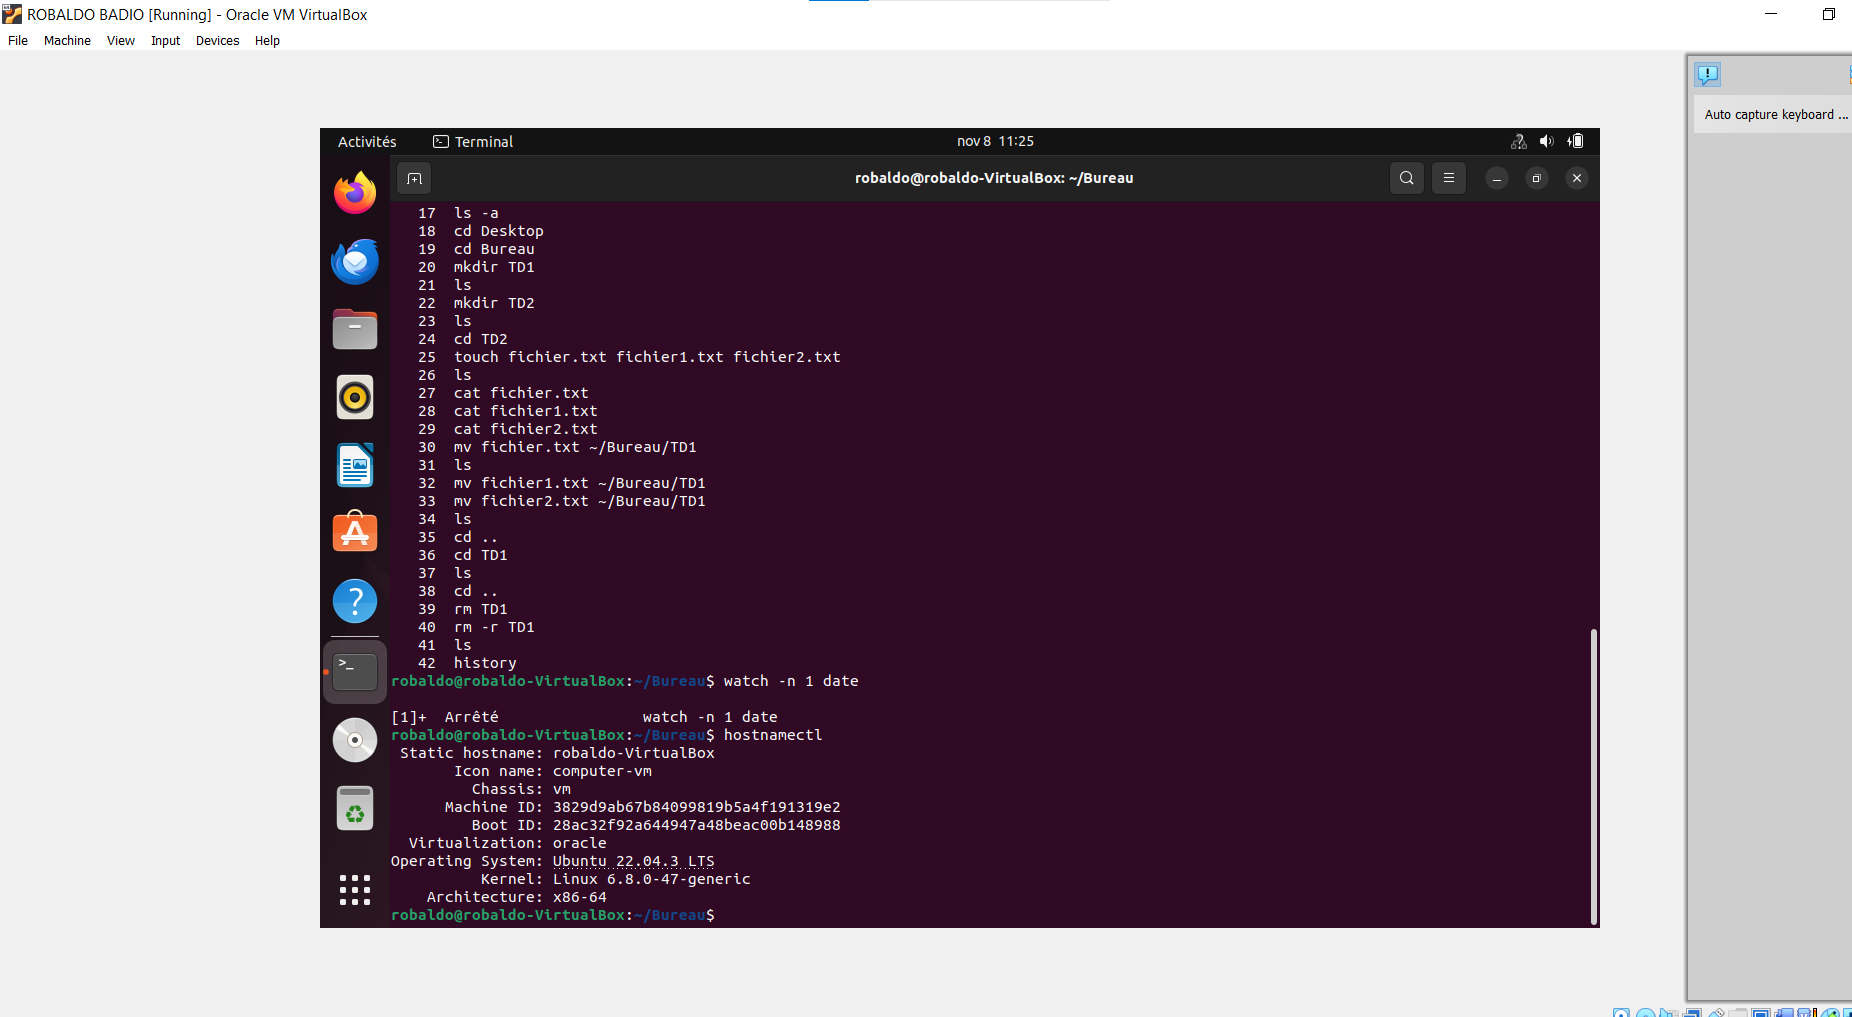 ROBALDO BADIO [Running] - Oracle VM VirtualBox
File Machine View Input Devices Help
Auto capture keyboard ...
Activités Terminal nov 8 11:25
robaldo@robaldo-VirtualBox: ~/Bureau
17 ls -a
18 cd Desktop
19 cd Bureau
20 mkdir TD1
21 ls
22 mkdir TD2
23 ls
24 cd TD2
25 touch fichier.txt fichier1.txt fichier2.txt
26 ls
27 cat fichier.txt
28 cat fichier1.txt
29 cat fichier2.txt
30 mv fichier.txt ~/Bureau/TD1
31 ls
32 mv fichier1.txt ~/Bureau/TD1
33 mv fichier2.txt ~/Bureau/TD1
34 ls
35 cd ..
36 cd TD1
37 ls
38 cd ..
39 rm TD1
40 rm -r TD1
41 ls
42 history
robaldo@robaldo-VirtualBox:~/Bureau$ watch -n 1 date
[1]+ Arrêté watch -n 1 date
robaldo@robaldo-VirtualBox:~/Bureau$ hostnamectl
Static hostname: robaldo-VirtualBox
Icon name: computer-vm
Chassis: vm
Machine ID: 3829d9ab67b84099819b5a4f191319e2
Boot ID: 28ac32f92a644947a48beac00b148988
Virtualization: oracle
Operating System: Ubuntu 22.04.3 LTS
Kernel: Linux 6.8.0-47-generic
Architecture: x86-64
robaldo@robaldo-VirtualBox:~/Bureau$